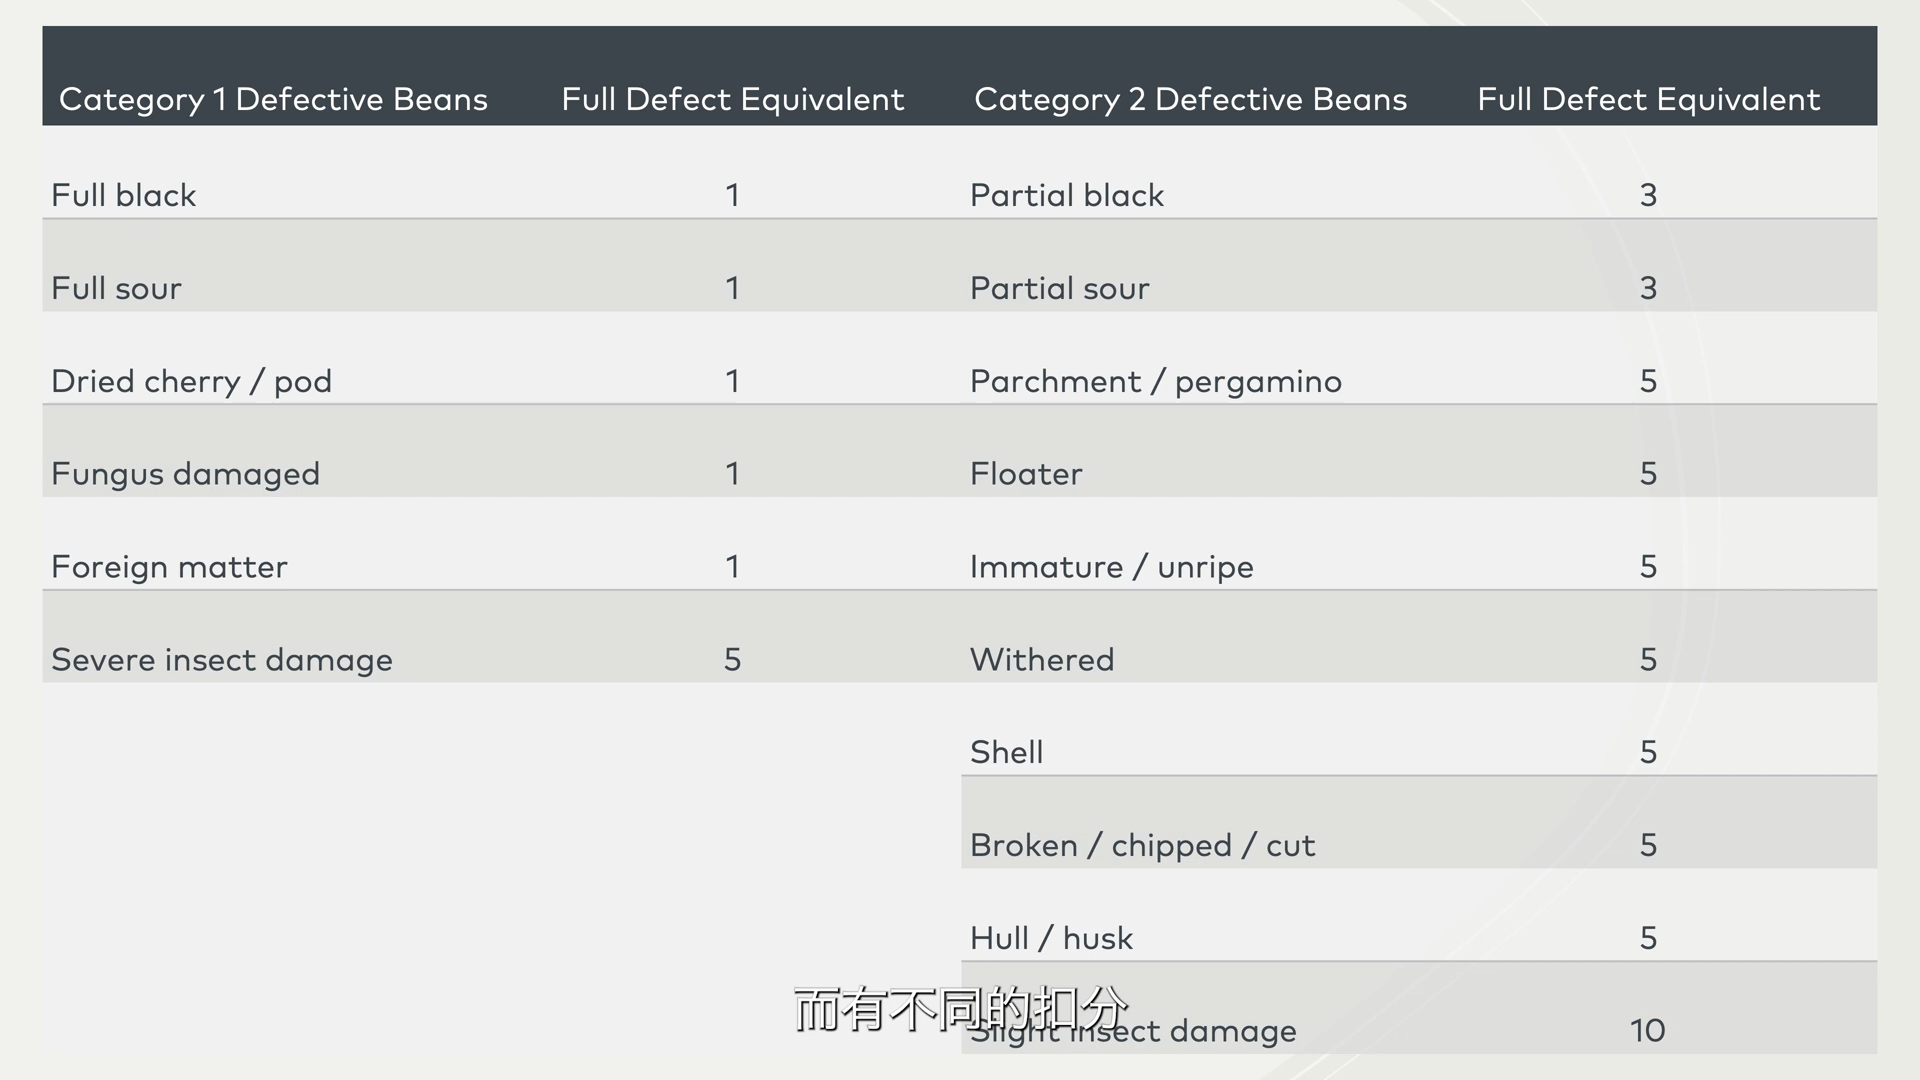 Category 1 Defective Beans Full Defect Equivalent Category 2 Defective Beans Full Defect Equivalent
Full black 1 Partial black 3
Full sour 1 Partial sour 3
Dried cherry / pod 1 Parchment / pergamino 5
Fungus damaged 1 Floater 5
Foreign matter 1 Immature / unripe 5
Severe insect damage 5 Withered 5
Shell 5
Broken / chipped / cut 5
Hull / husk 5
Slight insect damage 10
而有不同的扣分